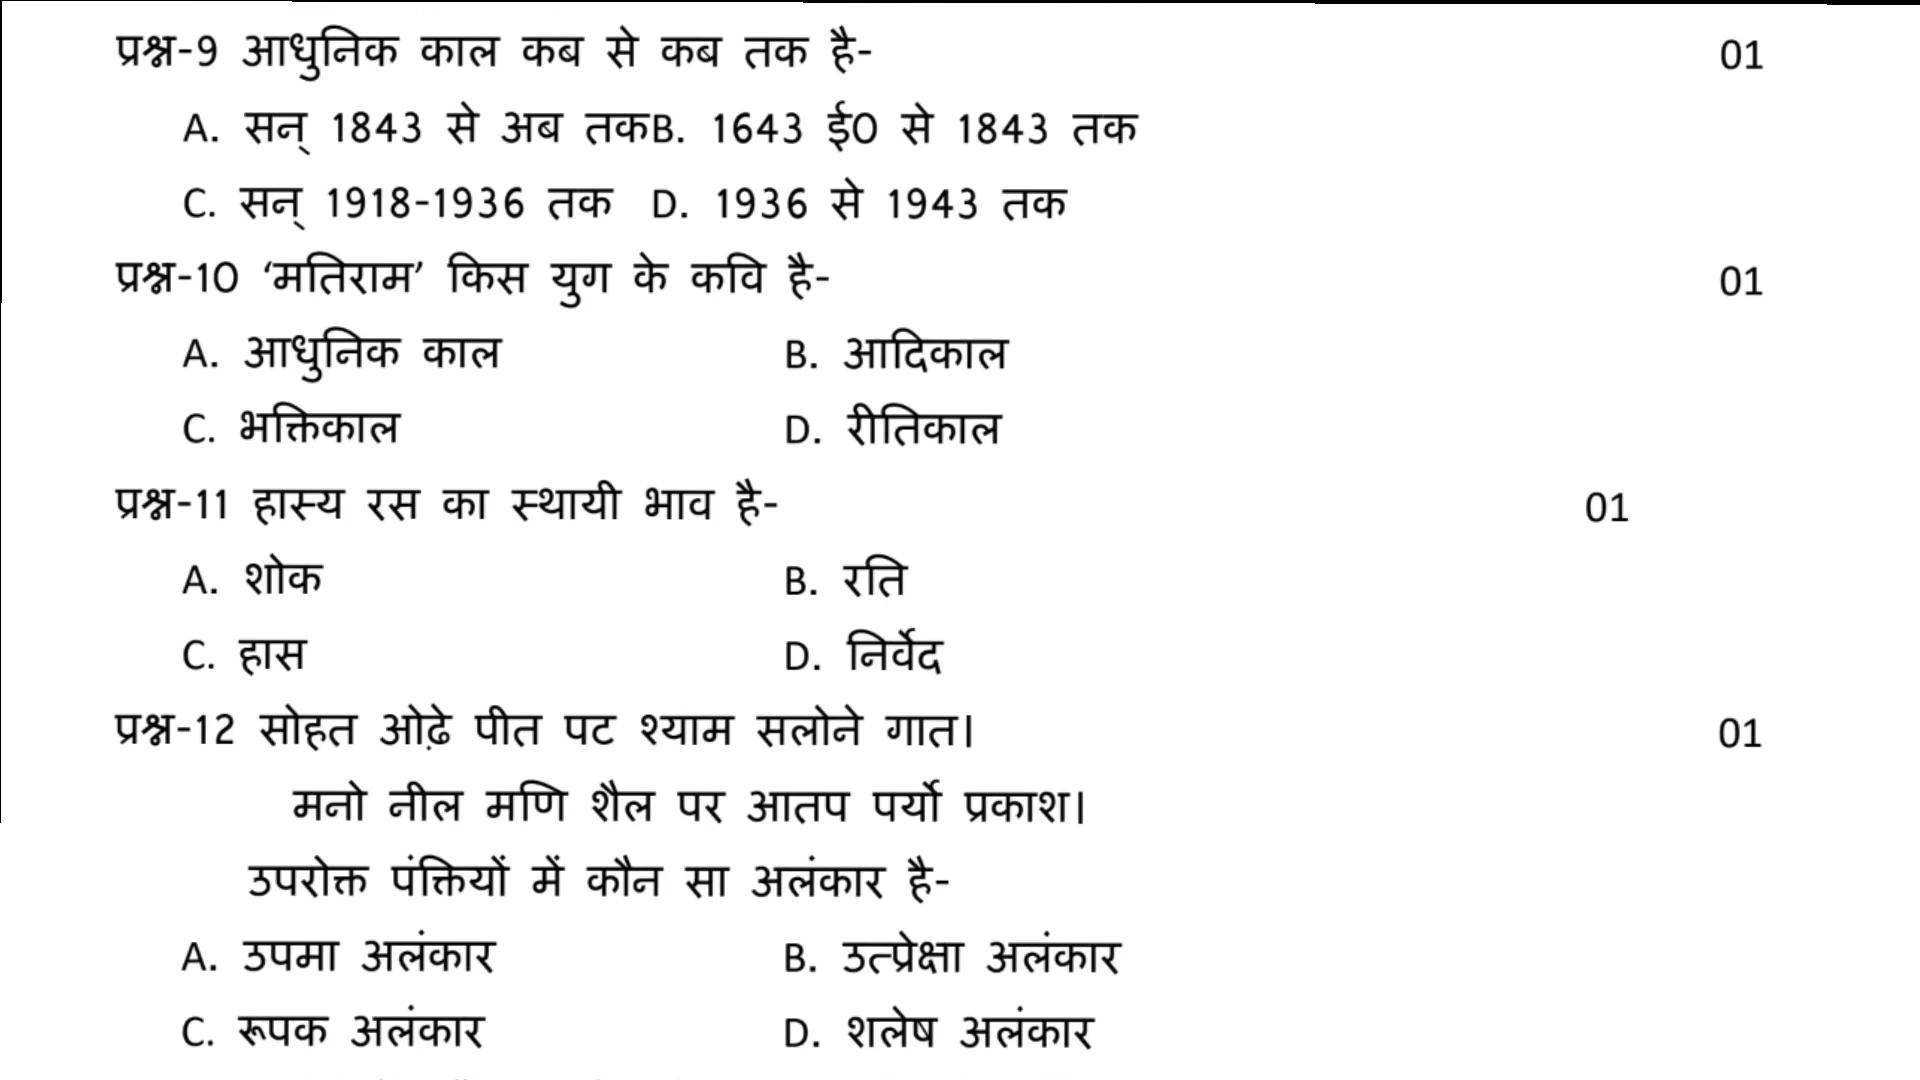 प्रश्न-9 आधुनिक काल कब से कब तक है- 01
A. सन् 1843 से अब तकB. 1643 ई0 से 1843 तक
C. सन् 1918-1936 तक D. 1936 से 1943 तक
प्रश्न-10 ‘मतिराम’ किस युग के कवि है- 01
A. आधुनिक काल B. आदिकाल
C. भक्तिकाल D. रीतिकाल
प्रश्न-11 हास्य रस का स्थायी भाव है- 01
A. शोक B. रति
C. हास D. निर्वेद
प्रश्न-12 सोहत ओढ़े पीत पट श्याम सलोने गात। 01
मनो नील मणि शैल पर आतप पर्यो प्रकाश।
उपरोक्त पंक्तियों में कौन सा अलंकार है-
A. उपमा अलंकार B. उत्प्रेक्षा अलंकार
C. रूपक अलंकार D. शलेष अलंकार